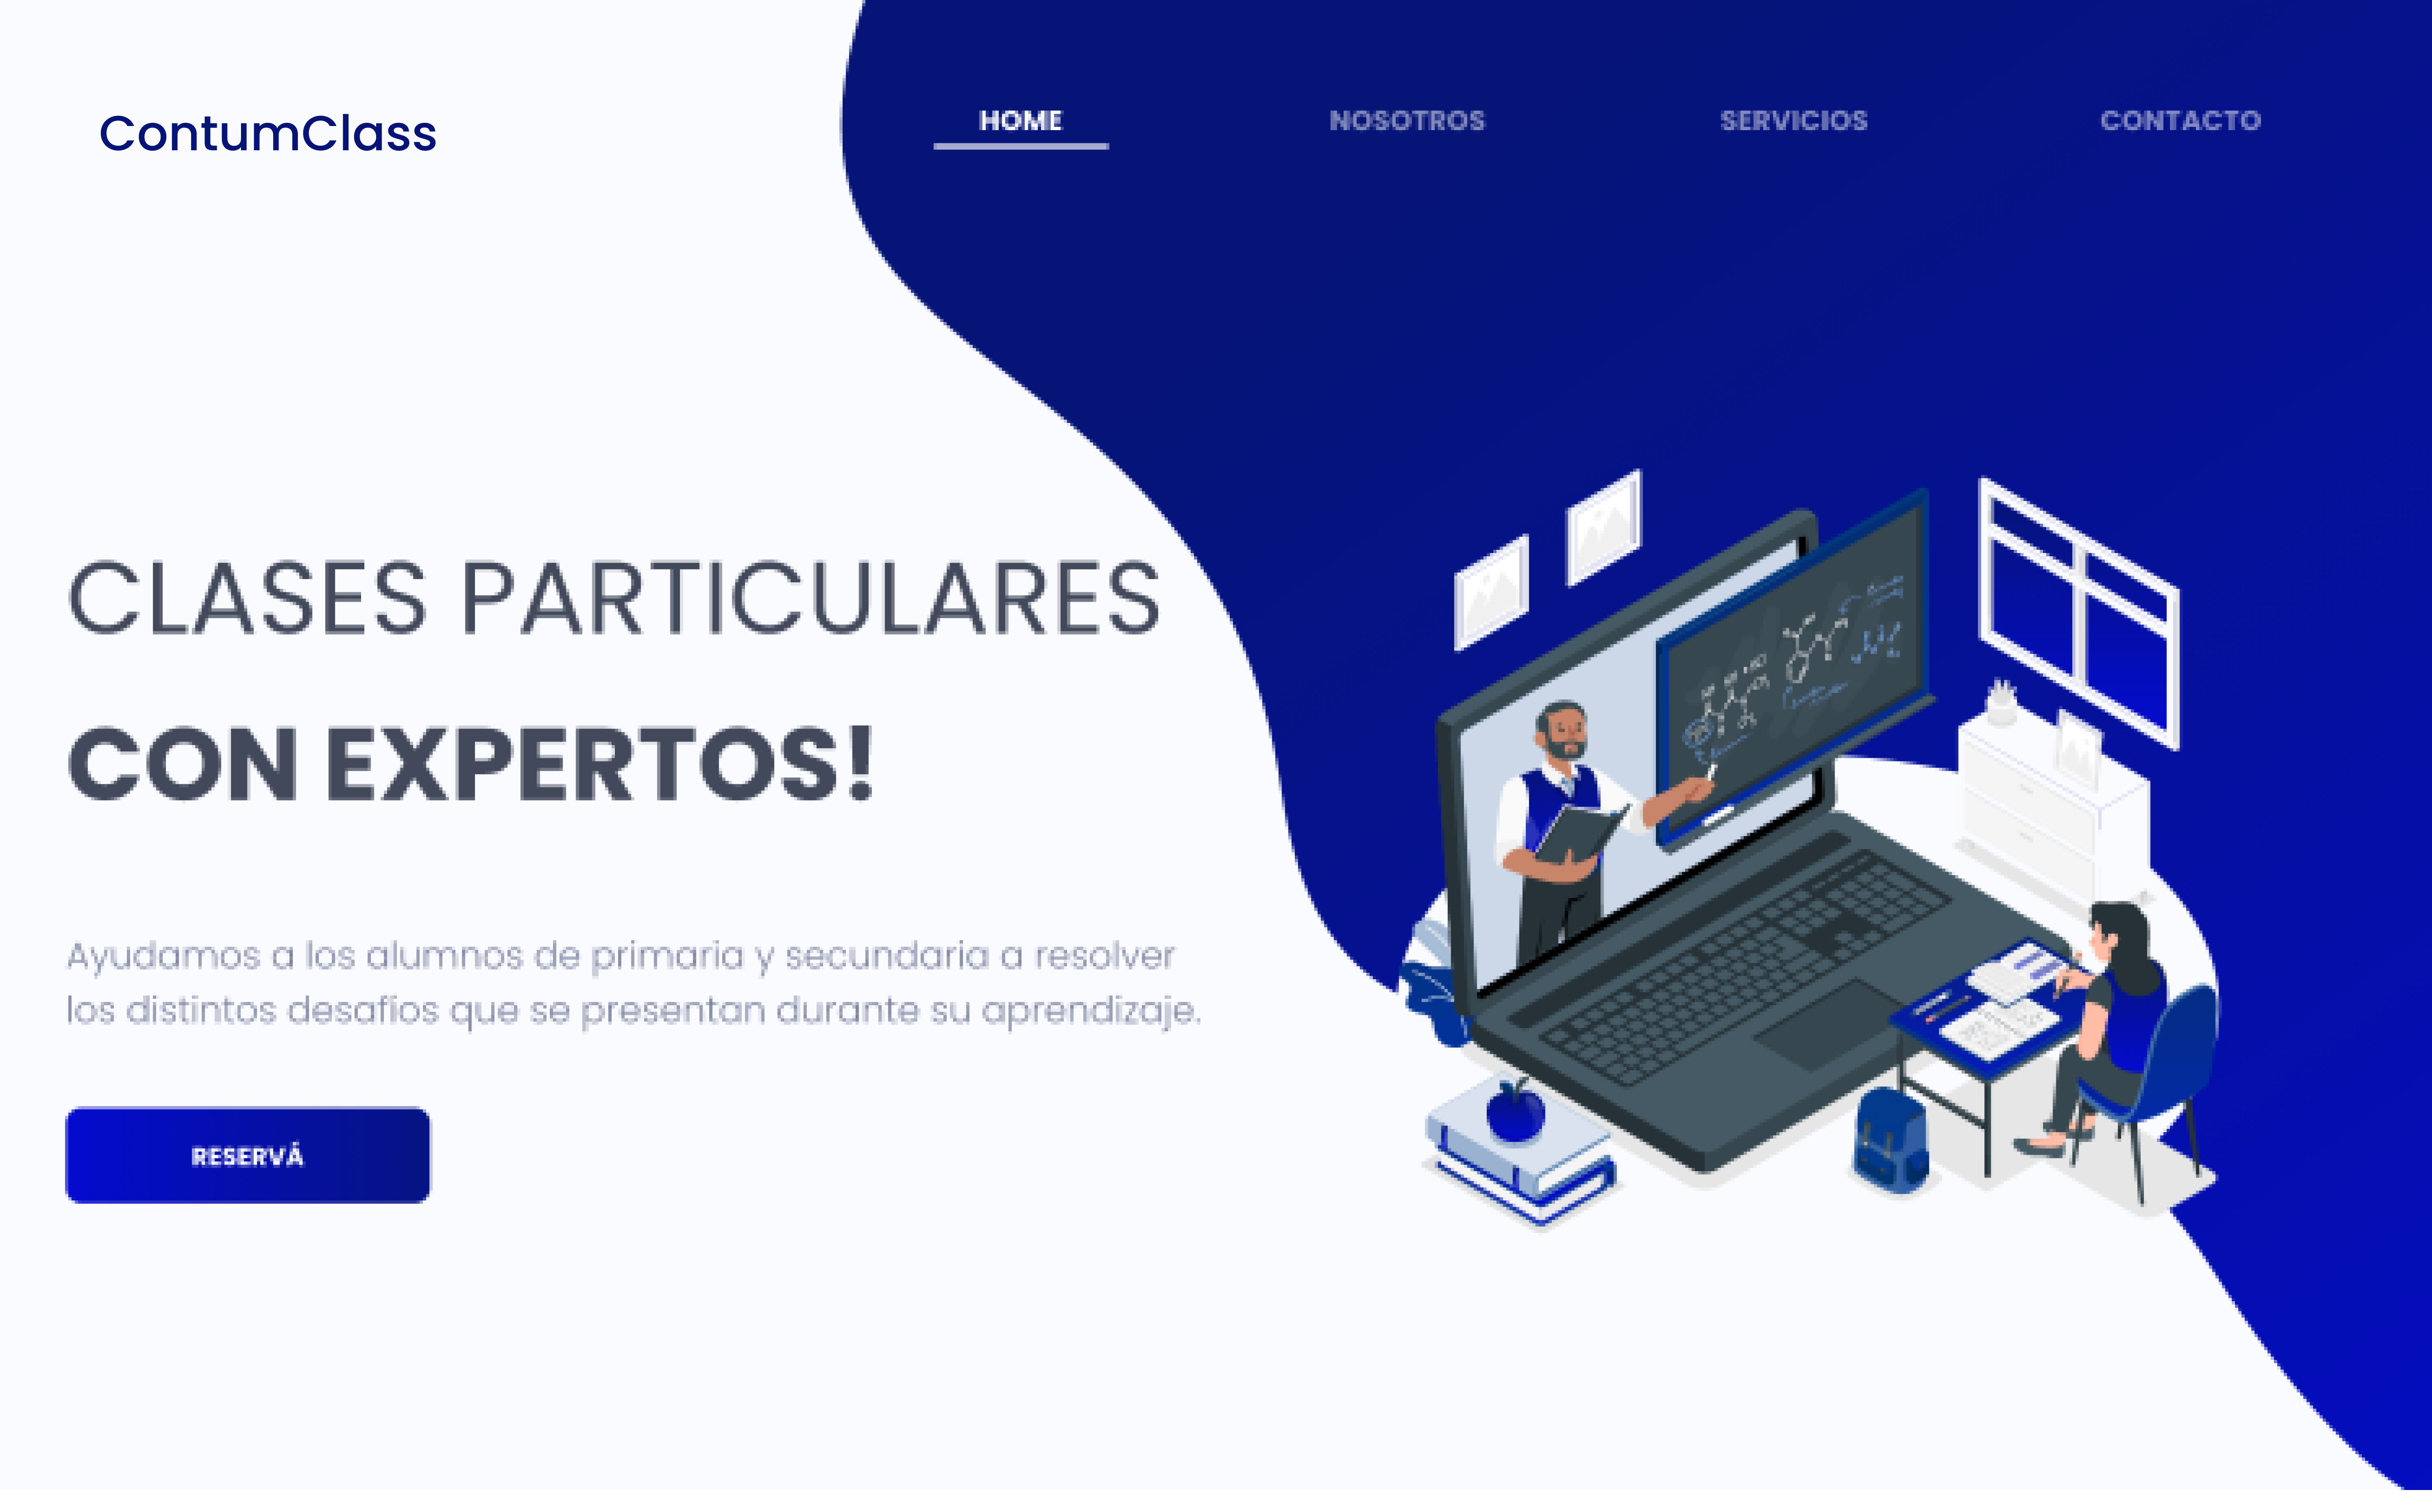 ContumClass
HOME
NOSOTROS
SERVICIOS
CONTACTO
CLASES PARTICULARES
CON EXPERTOS!
Ayudamos a los alumnos de primaria y secundaria a resolver
los distintos desafíos que se presentan durante su aprendizaje.
RESERVÁ